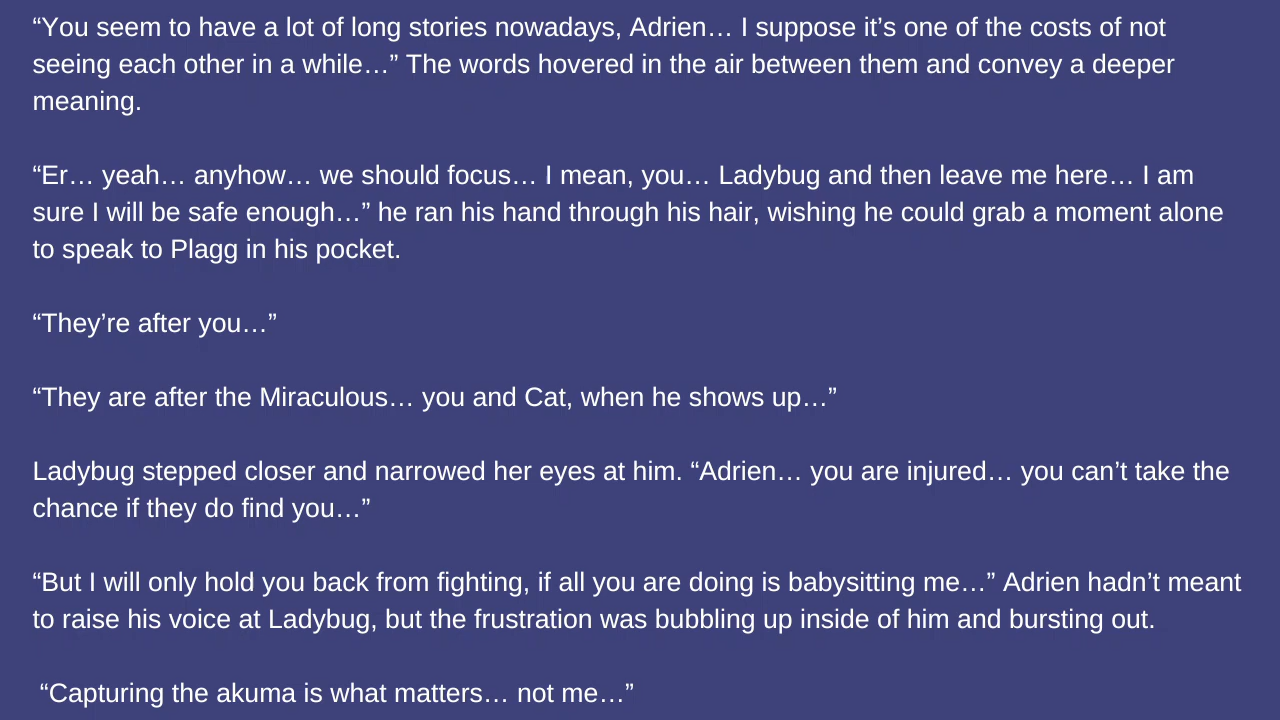 “You seem to have a lot of long stories nowadays, Adrien… I suppose it’s one of the costs of not
seeing each other in a while…” The words hovered in the air between them and convey a deeper
meaning.
“Er… yeah… anyhow… we should focus… I mean, you… Ladybug and then leave me here… I am
sure I will be safe enough…” he ran his hand through his hair, wishing he could grab a moment alone
to speak to Plagg in his pocket.
“They’re after you…”
“They are after the Miraculous… you and Cat, when he shows up…”
Ladybug stepped closer and narrowed her eyes at him. “Adrien… you are injured… you can’t take the
chance if they do find you…”
“But I will only hold you back from fighting, if all you are doing is babysitting me…” Adrien hadn’t meant
to raise his voice at Ladybug, but the frustration was bubbling up inside of him and bursting out.
“Capturing the akuma is what matters… not me…”